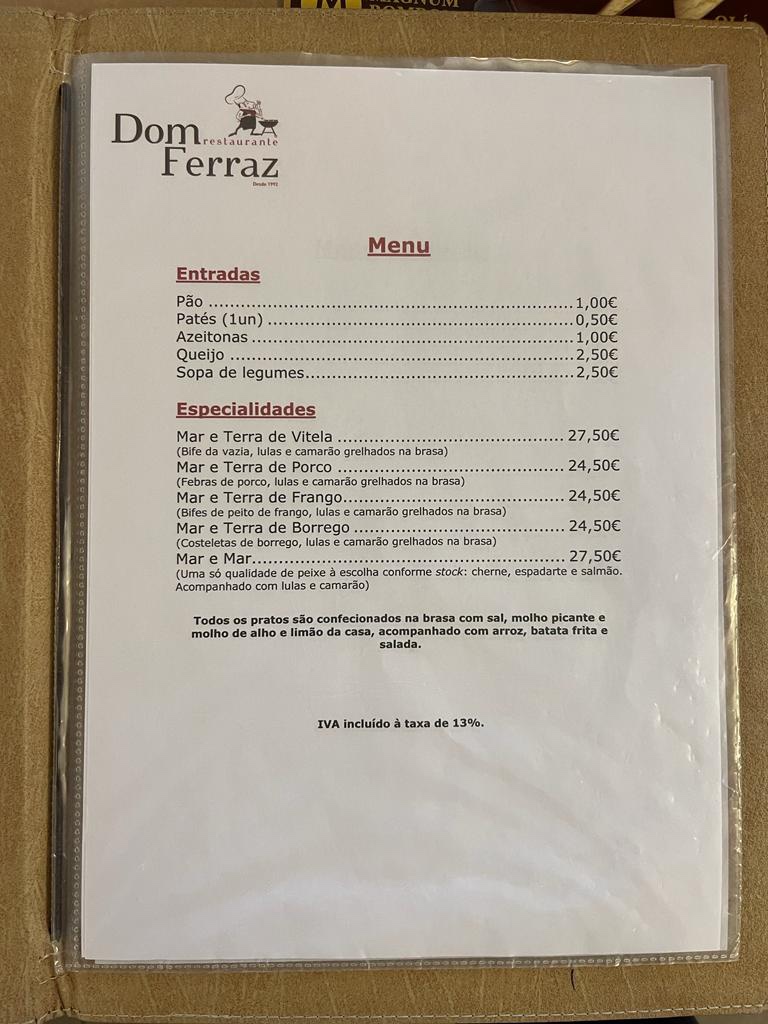 MAGNUM
OLÁ
Dom
restaurante
Ferraz
Desde 1992
Menu
Entradas
Pão ........................................................................ 1,00€
Patés (1un) ............................................................ 0,50€
Azeitonas ............................................................... 1,00€
Queijo .................................................................... 2,50€
Sopa de legumes..................................................... 2,50€
Especialidades
Mar e Terra de Vitela ............................................. 27,50€
(Bife da vazia, lulas e camarão grelhados na brasa)
Mar e Terra de Porco ............................................. 24,50€
(Febras de porco, lulas e camarão grelhados na brasa)
Mar e Terra de Frango............................................ 24,50€
(Bifes de peito de frango, lulas e camarão grelhados na brasa)
Mar e Terra de Borrego .......................................... 24,50€
(Costeletas de borrego, lulas e camarão grelhados na brasa)
Mar e Mar.............................................................. 27,50€
(Uma só qualidade de peixe à escolha conforme stock: cherne, espadarte e salmão.
Acompanhado com lulas e camarão)
Todos os pratos são confecionados na brasa com sal, molho picante e
molho de alho e limão da casa, acompanhado com arroz, batata frita e
salada.
IVA incluído à taxa de 13%.